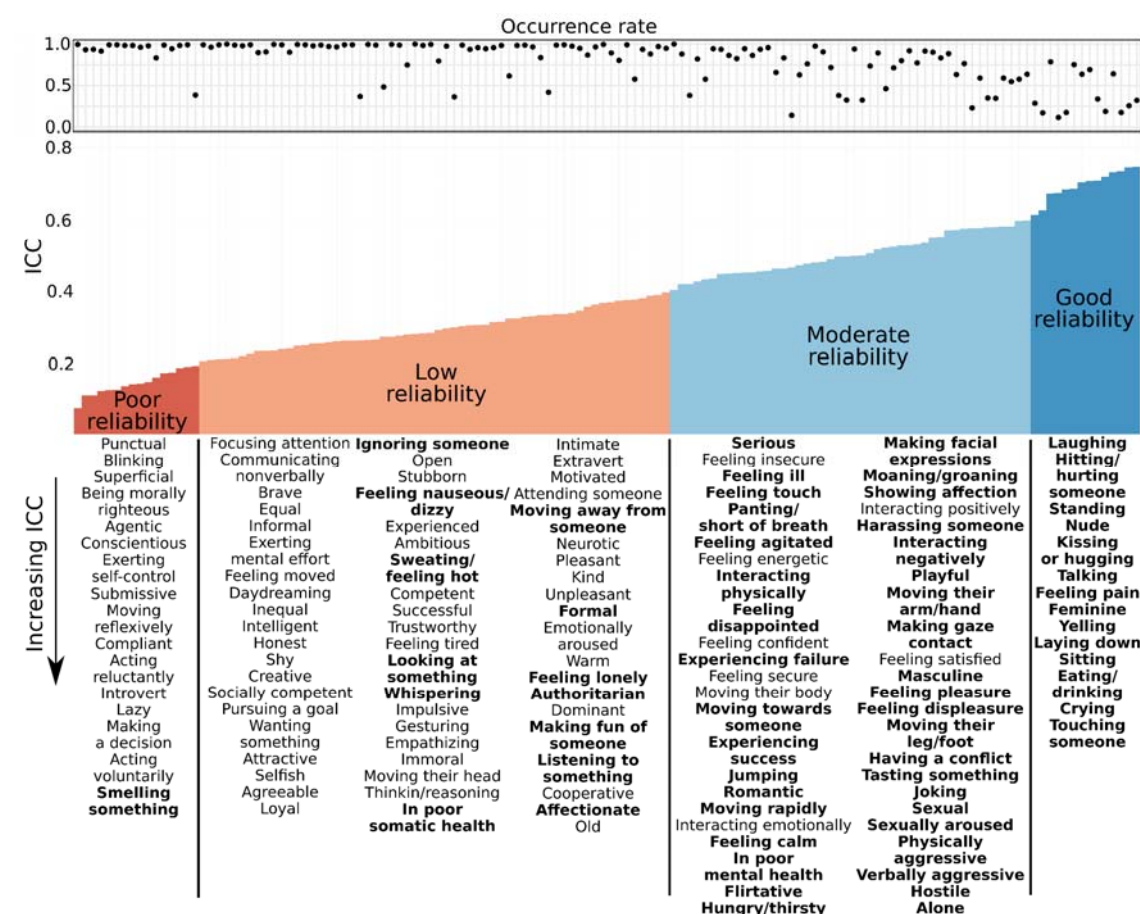 Occurrence rate
1.0
0.5
0.0
0.8
0.6
0.4
0.2
ICC
Poor
reliability
Low
reliability
Moderate
reliability
Good
reliability
Increasing ICC
Punctual
Blinking
Superficial
Being morally
righteous
Agentic
Conscientious
Exerting
self-control
Submissive
Moving
reflexively
Compliant
Acting
reluctantly
Introvert
Lazy
Making
a decision
Acting
voluntarily
Smelling
something
Focusing attention
Communicating
nonverbally
Brave
Equal
Informal
Exerting
mental effort
Feeling moved
Daydreaming
Inequal
Intelligent
Honest
Shy
Creative
Socially competent
Pursuing a goal
Wanting
something
Attractive
Selfish
Agreeable
Loyal
Ignoring someone
Open
Stubborn
Feeling nauseous/
dizzy
Experienced
Ambitious
Sweating/
feeling hot
Competent
Successful
Trustworthy
Feeling tired
Looking at
something
Whispering
Impulsive
Gesturing
Empathizing
Immoral
Moving their head
Thinkin/reasoning
In poor
somatic health
Intimate
Extravert
Motivated
Attending someone
Moving away from
someone
Neurotic
Pleasant
Kind
Unpleasant
Formal
Emotionally
aroused
Warm
Feeling lonely
Authoritarian
Dominant
Making fun of
someone
Listening to
something
Cooperative
Affectionate
Old
Serious
Feeling insecure
Feeling ill
Feeling touch
Panting/
short of breath
Feeling agitated
Feeling energetic
Interacting
physically
Feeling
disappointed
Feeling confident
Experiencing failure
Feeling secure
Moving their body
Moving towards
someone
Experiencing
success
Jumping
Romantic
Moving rapidly
Interacting emotionally
Feeling calm
In poor
mental health
Flirtative
Hungry/thirsty
Making facial
expressions
Moaning/groaning
Showing affection
Interacting positively
Harassing someone
Interacting
negatively
Playful
Moving their
arm/hand
Making gaze
contact
Feeling satisfied
Masculine
Feeling pleasure
Feeling displeasure
Moving their
leg/foot
Having a conflict
Tasting something
Joking
Sexual
Sexually aroused
Physically
aggressive
Verbally aggressive
Hostile
Alone
Laughing
Hitting/
hurting
someone
Standing
Nude
Kissing
or hugging
Talking
Feeling pain
Feminine
Yelling
Laying down
Sitting
Eating/
drinking
Crying
Touching
someone